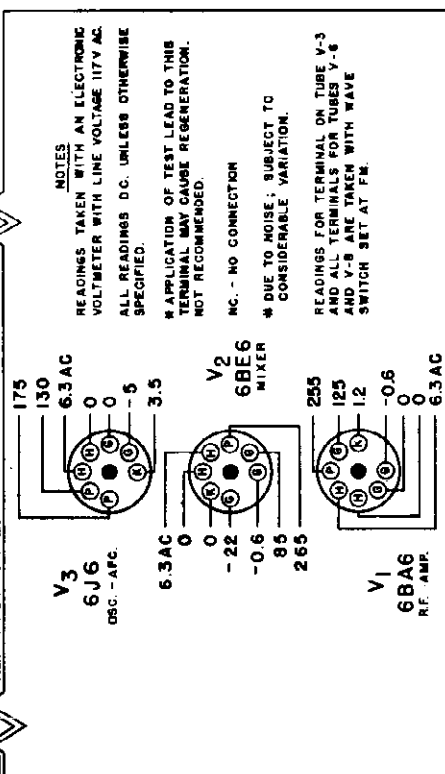 NOTES
READINGS TAKEN WITH AN ELECTRONIC
VOLTMETER WITH LINE VOLTAGE 117V AC.
ALL READINGS D.C. UNLESS OTHERWISE
SPECIFIED.
* APPLICATION OF TEST LEAD TO THIS
TERMINAL MAY CAUSE REGENERATION.
NOT RECOMMENDED.
NC. - NO CONNECTION
# DUE TO NOISE; SUBJECT TO
CONSIDERABLE VARIATION.
READINGS FOR TERMINAL ON TUBE V-3
AND ALL TERMINALS FOR TUBES V-6
AND V-8 ARE TAKEN WITH WAVE
SWITCH SET AT FM.
V3
6J6
OSC. - AFC.
175
130
6.3 AC
0
0
-5
3.5
P
P
H
H
G
G
K
V2
6BE6
MIXER
6.3 AC
0
0
-22
-0.6
85
265
H
H
K
G
G
G
P
V1
6BA6
R.F. - AMP.
255
125
1.2
-0.6
0
0
6.3 AC
P
G
K
G
G
H
H